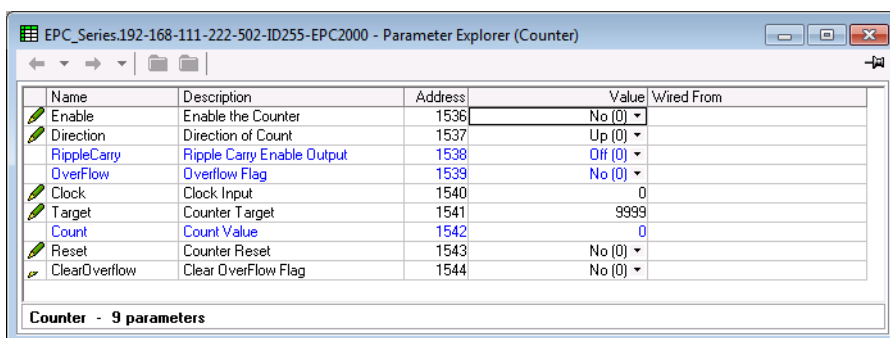 EPC_Series.192-168-111-222-502-ID255-EPC2000 - Parameter Explorer (Counter)
Name Description Address Value Wired From
Enable Enable the Counter 1536 No (0)
Direction Direction of Count 1537 Up (0)
RippleCarry Ripple Carry Enable Output 1538 Off (0)
OverFlow Overflow Flag 1539 No (0)
Clock Clock Input 1540 0
Target Counter Target 1541 9999
Count Count Value 1542 0
Reset Counter Reset 1543 No (0)
ClearOverflow Clear OverFlow Flag 1544 No (0)
Counter - 9 parameters